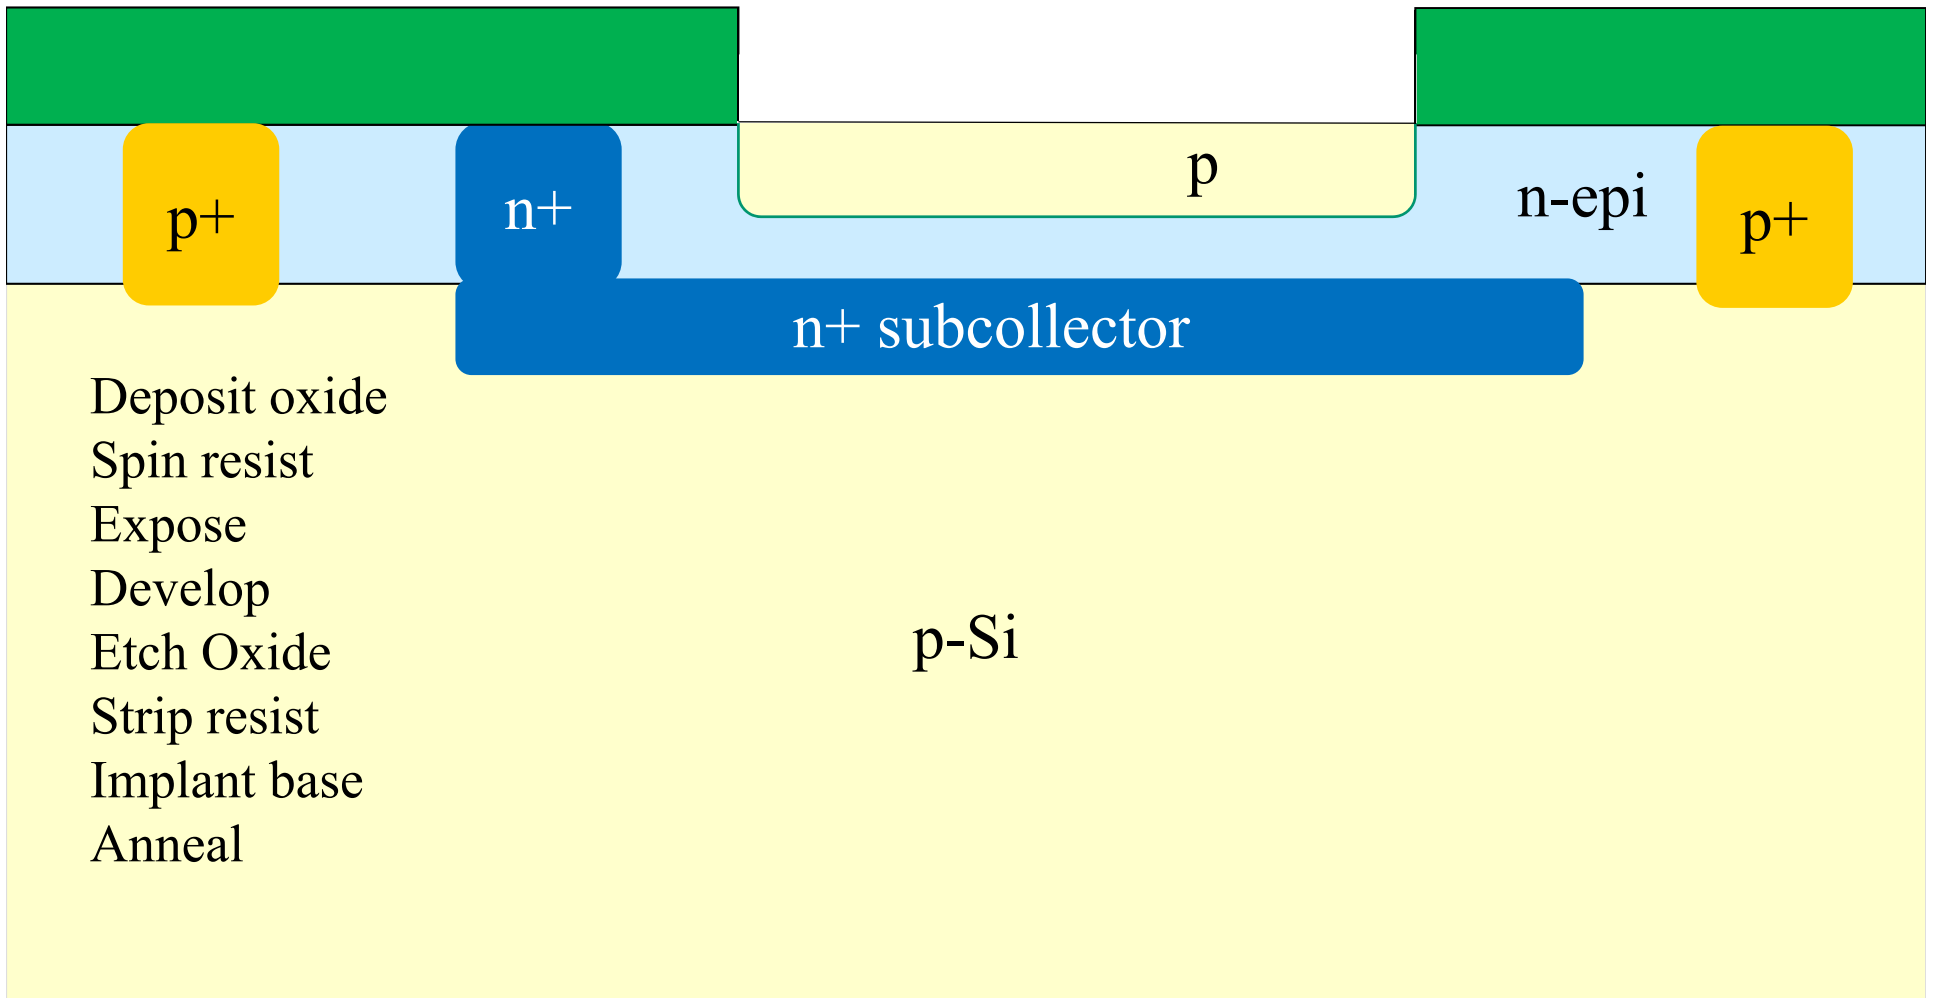 p
n-epi
p+
n+
p+
n+ subcollector
Deposit oxide
Spin resist
Expose
Develop
Etch Oxide
Strip resist
Implant base
Anneal
p-Si